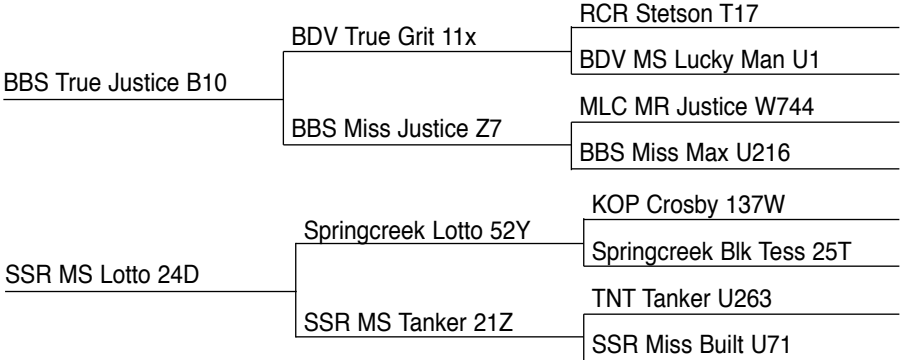 RCR Stetson T17
BDV True Grit 11x
BDV MS Lucky Man U1
BBS True Justice B10
MLC MR Justice W744
BBS Miss Justice Z7
BBS Miss Max U216
KOP Crosby 137W
Springcreek Lotto 52Y
Springcreek Blk Tess 25T
SSR MS Lotto 24D
TNT Tanker U263
SSR MS Tanker 21Z
SSR Miss Built U71